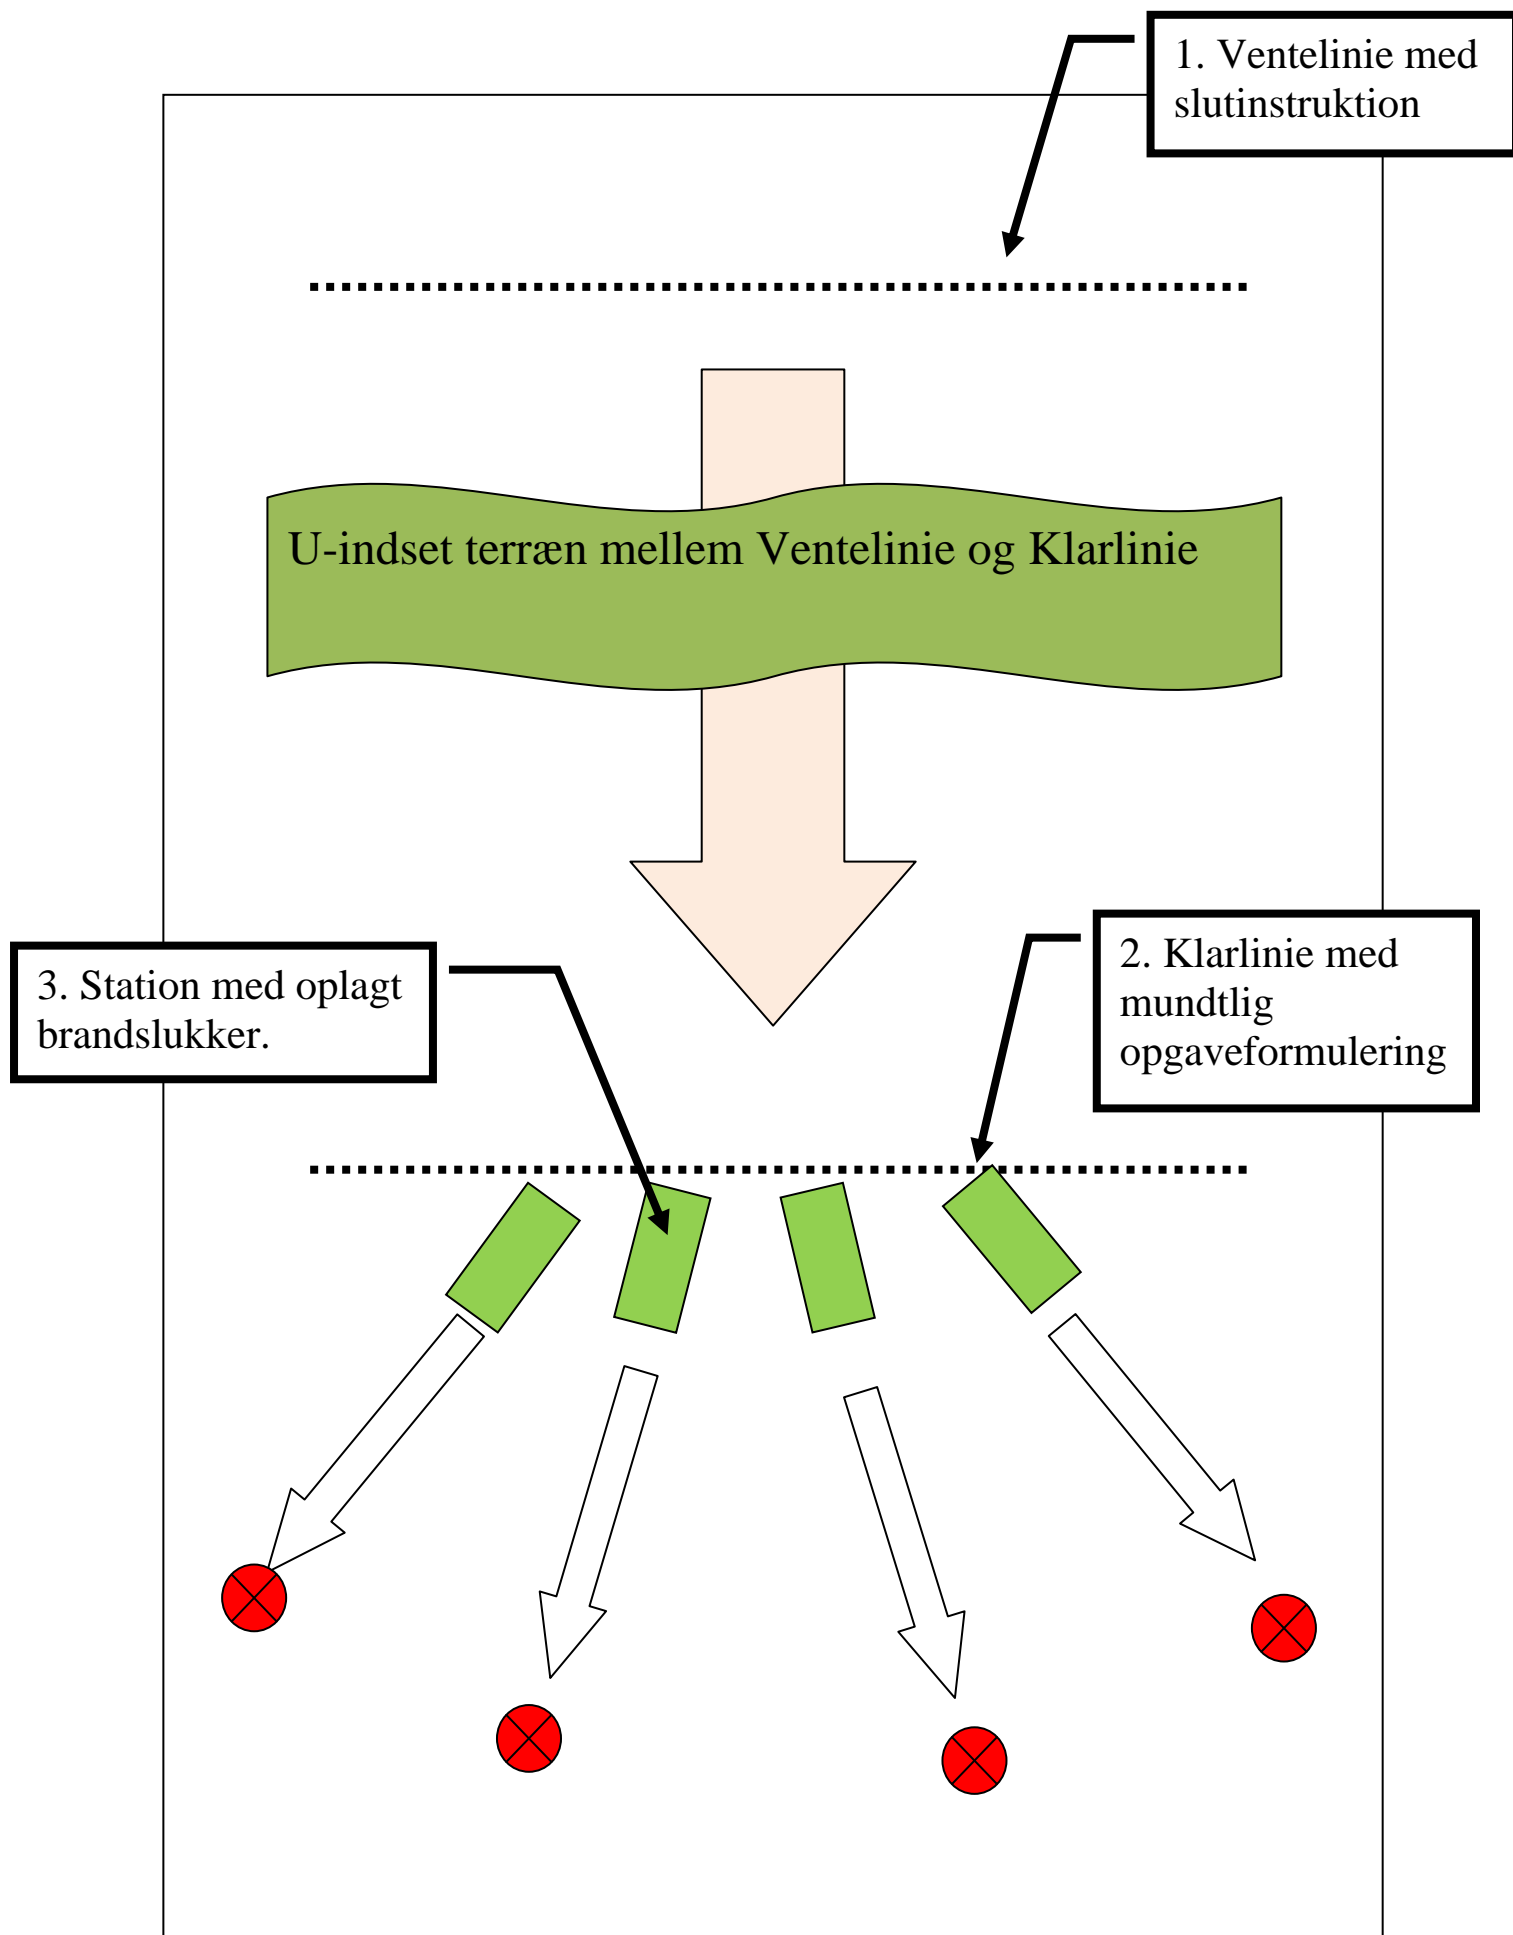 1. Ventelinie med
slutinstruktion
U-indset terræn mellem Ventelinie og Klarlinie
3. Station med oplagt
brandslukker.
2. Klarlinie med
mundtlig
opgaveformulering